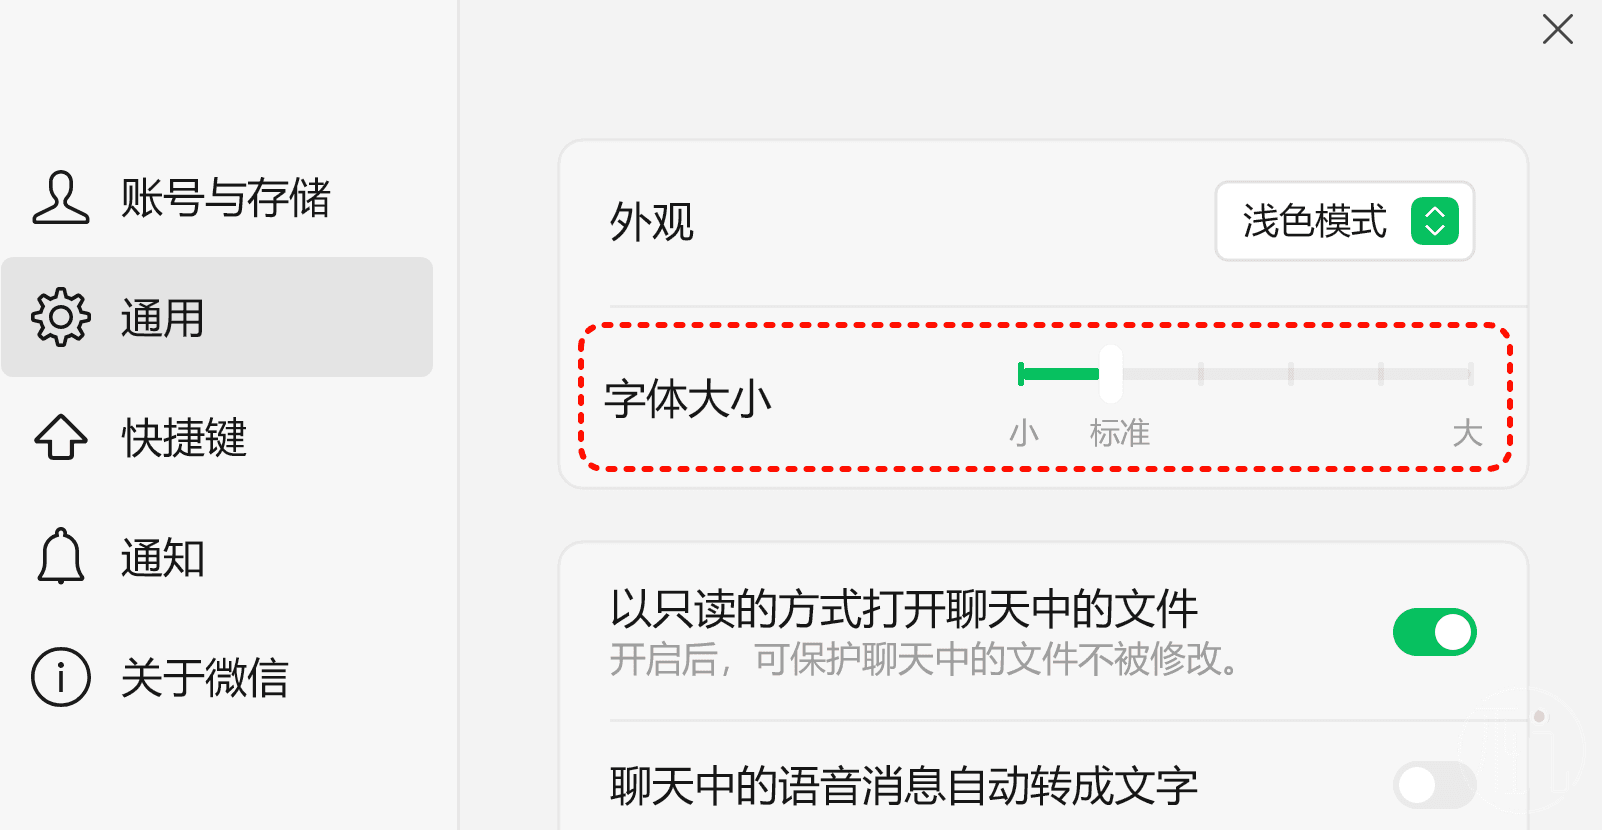 账号与存储
通用
快捷键
通知
关于微信
外观
浅色模式
字体大小
小 标准 大
以只读的方式打开聊天中的文件
开启后，可保护聊天中的文件不被修改。
聊天中的语音消息自动转成文字